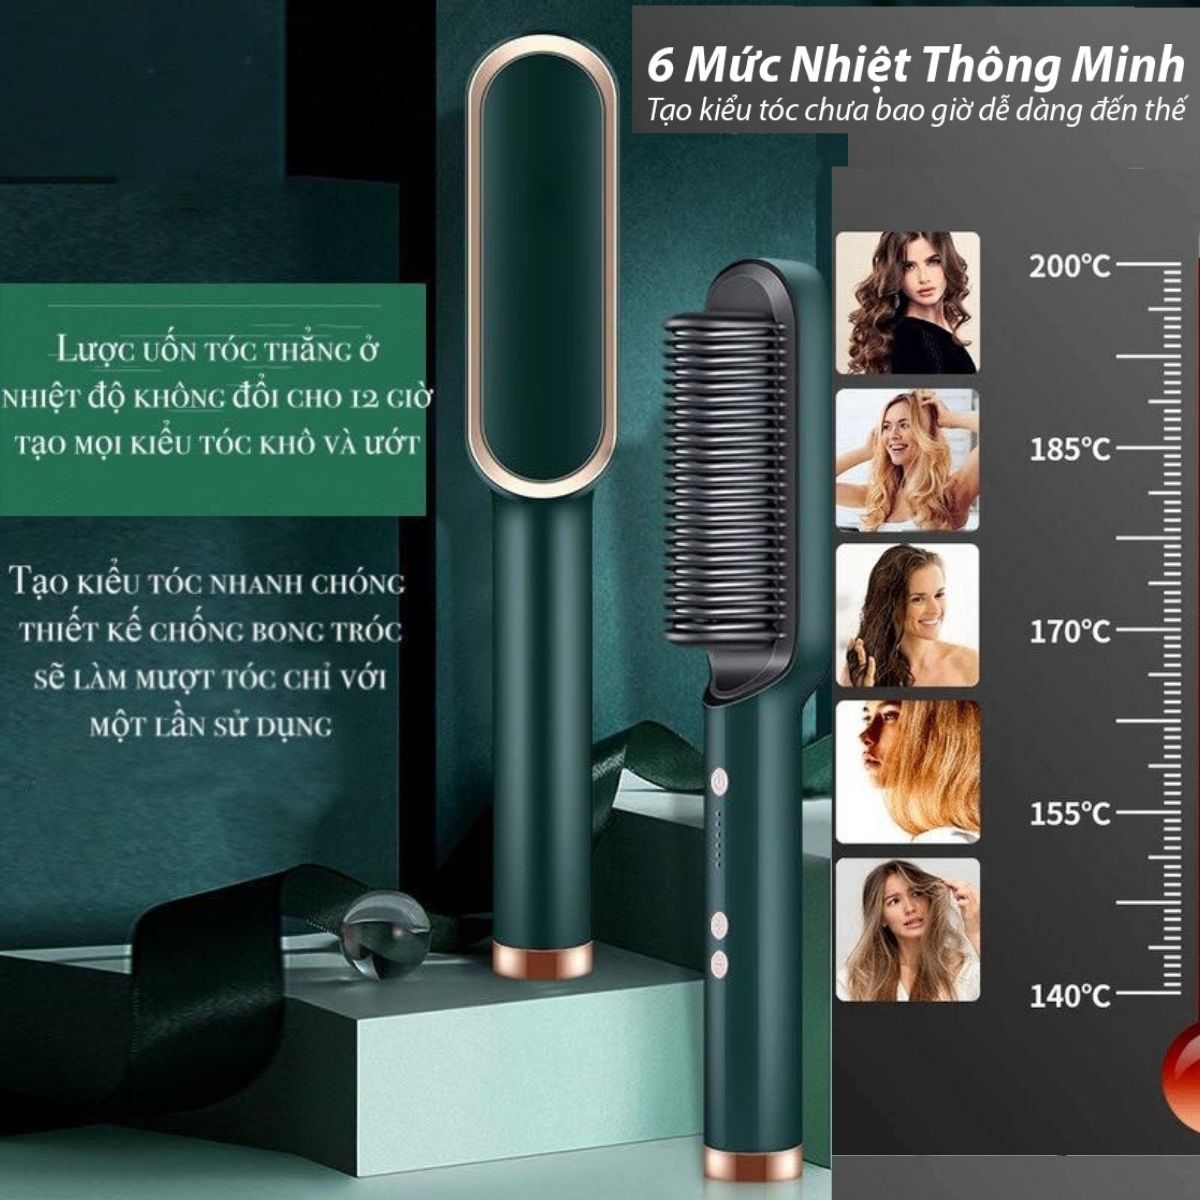 6 Mức Nhiệt Thông Minh
Tạo kiểu tóc chưa bao giờ dễ dàng đến thế
Lược uốn tóc thẳng ở
nhiệt độ không đổi cho 12 giờ
tạo mọi kiểu tóc khô và ướt
Tạo kiểu tóc nhanh chóng
thiết kế chống bong tróc
sẽ làm mượt tóc chỉ với
một lần sử dụng
200°C
185°C
170°C
155°C
140°C